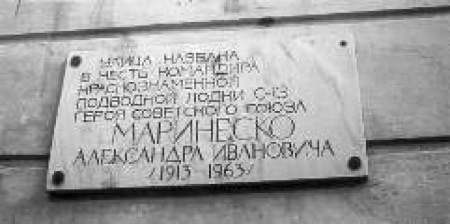 УЛИЦА НАЗВАНА
В ЧЕСТЬ КОМАНДИРА
КРАСНОЗНАМЕННОЙ
ПОДВОДНОЙ ЛОДКИ С-13
ГЕРОЯ СОВЕТСКОГО СОЮЗА
МАРИНЕСКО
АЛЕКСАНДРА ИВАНОВИЧА
/1913 1963/